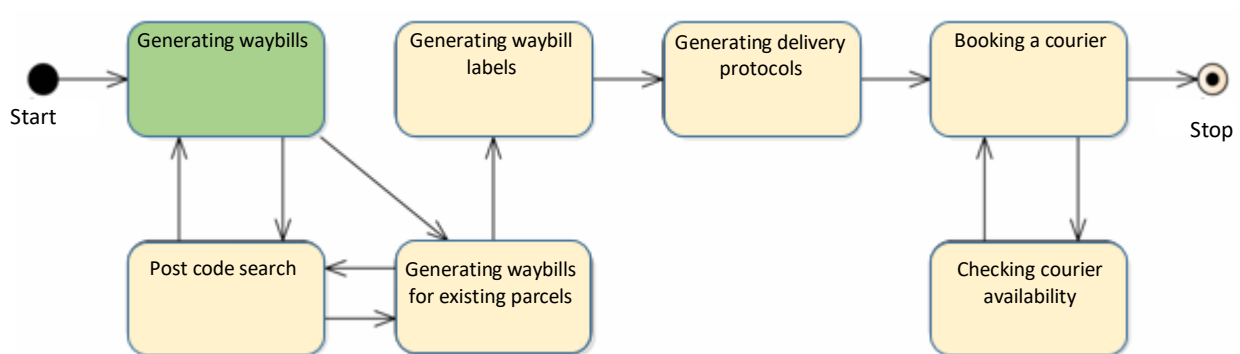 Generating waybills
Generating waybill
labels
Generating delivery
protocols
Booking a courier
Start
Stop
Post code search
Generating waybills
for existing parcels
Checking courier
availability